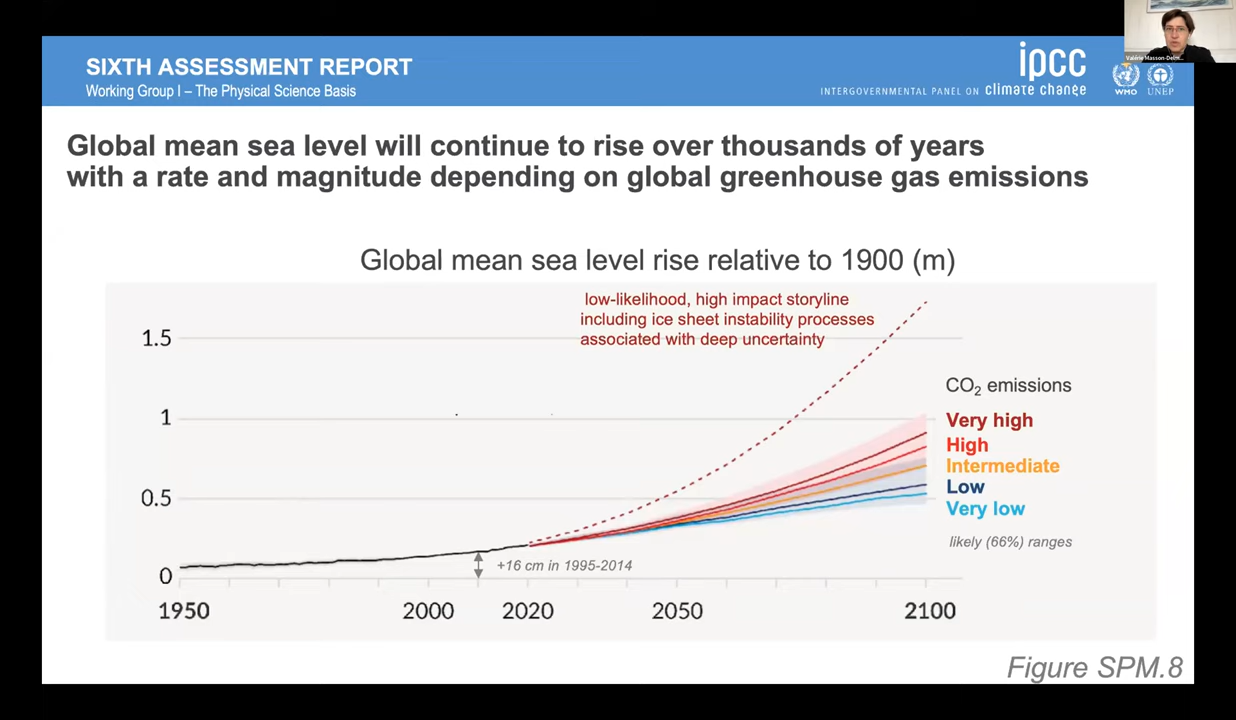 SIXTH ASSESSMENT REPORT
Working Group I – The Physical Science Basis
ipcc
INTERGOVERNMENTAL PANEL ON climate change
WMO
UNEP
Global mean sea level will continue to rise over thousands of years
with a rate and magnitude depending on global greenhouse gas emissions
Global mean sea level rise relative to 1900 (m)
low-likelihood, high impact storyline
including ice sheet instability processes
associated with deep uncertainty
1.5
1
0.5
0
CO₂ emissions
Very high
High
Intermediate
Low
Very low
likely (66%) ranges
+16 cm in 1995-2014
1950
2000
2020
2050
2100
Figure SPM.8